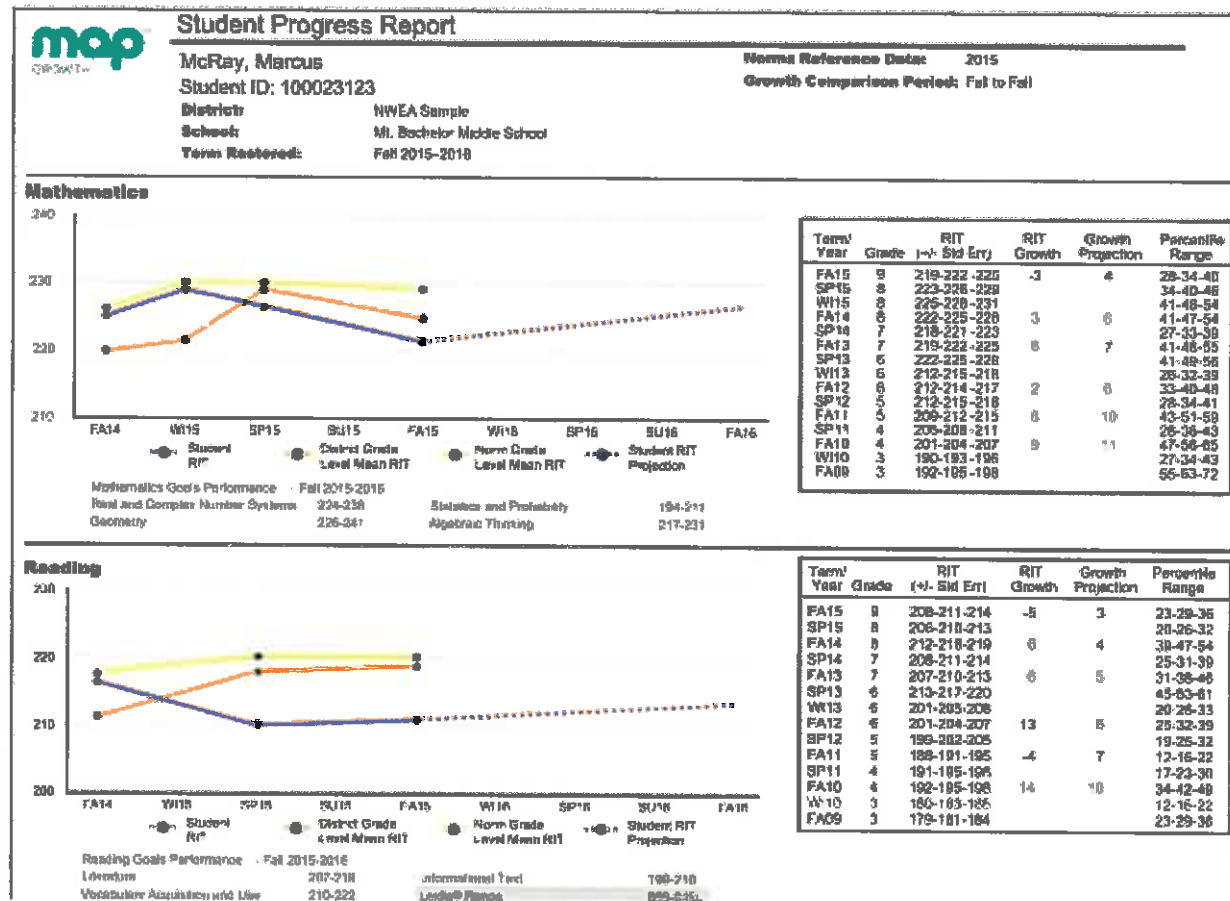 map
GROWTH
Student Progress Report
McRay, Marcus
Student ID: 100023123
District: NWEA Sample
School: Mt. Bachelor Middle School
Term Rostered: Fall 2015-2016
Norms Reference Data: 2015
Growth Comparison Period: Fall to Fall
Mathematics
240
230
220
210
FA14 WI15 SP15 SU15 FA15 WI16 SP16 SU16 FA16
Student RIT
District Grade Level Mean RIT
Norm Grade Level Mean RIT
Student RIT Projection
Mathematics Goals Performance - Fall 2015-2016
Real and Complex Number Systems 224-238
Statistics and Probability 194-211
Geometry 226-241
Algebraic Thinking 217-231
Term/Year Grade RIT (+/- Std Err) RIT Growth Growth Projection Percentile Range
FA15 9 219-222-225 -3 4 28-34-40
SP15 8 223-226-229 34-40-46
WI15 8 225-228-231 41-48-54
FA14 8 222-225-228 3 6 41-47-54
SP14 7 218-221-223 27-33-39
FA13 7 219-222-225 8 7 41-48-55
SP13 6 222-225-228 41-49-56
WI13 6 212-215-218 26-32-39
FA12 6 212-214-217 2 6 33-40-48
SP12 5 212-215-218 28-34-41
FA11 5 209-212-215 8 10 43-51-59
SP11 4 205-208-211 28-36-43
FA10 4 201-204-207 9 11 47-56-65
WI10 3 190-193-196 27-34-43
FA09 3 192-195-198 55-63-72
Reading
220
210
200
FA14 WI15 SP15 SU15 FA15 WI16 SP16 SU16 FA16
Student RIT
District Grade Level Mean RIT
Norm Grade Level Mean RIT
Student RIT Projection
Reading Goals Performance - Fall 2015-2016
Literature 207-218
Informational Text 199-210
Vocabulary Acquisition and Use 210-222
Lexile® Range
Term/Year Grade RIT (+/- Std Err) RIT Growth Growth Projection Percentile Range
FA15 9 208-211-214 -5 3 23-29-36
SP15 8 206-210-213 20-26-32
FA14 8 212-216-219 6 4 39-47-54
SP14 7 208-211-214 25-31-39
FA13 7 207-210-213 6 5 31-38-46
SP13 6 213-217-220 45-53-61
WI13 6 201-205-208 20-26-33
FA12 6 201-204-207 13 6 25-32-39
SP12 5 199-202-205 19-25-32
FA11 5 188-191-195 -4 7 12-16-22
SP11 4 191-195-198 17-23-30
FA10 4 192-195-198 14 10 34-42-49
WI10 3 180-183-186 12-16-22
FA09 3 179-181-184 23-29-36